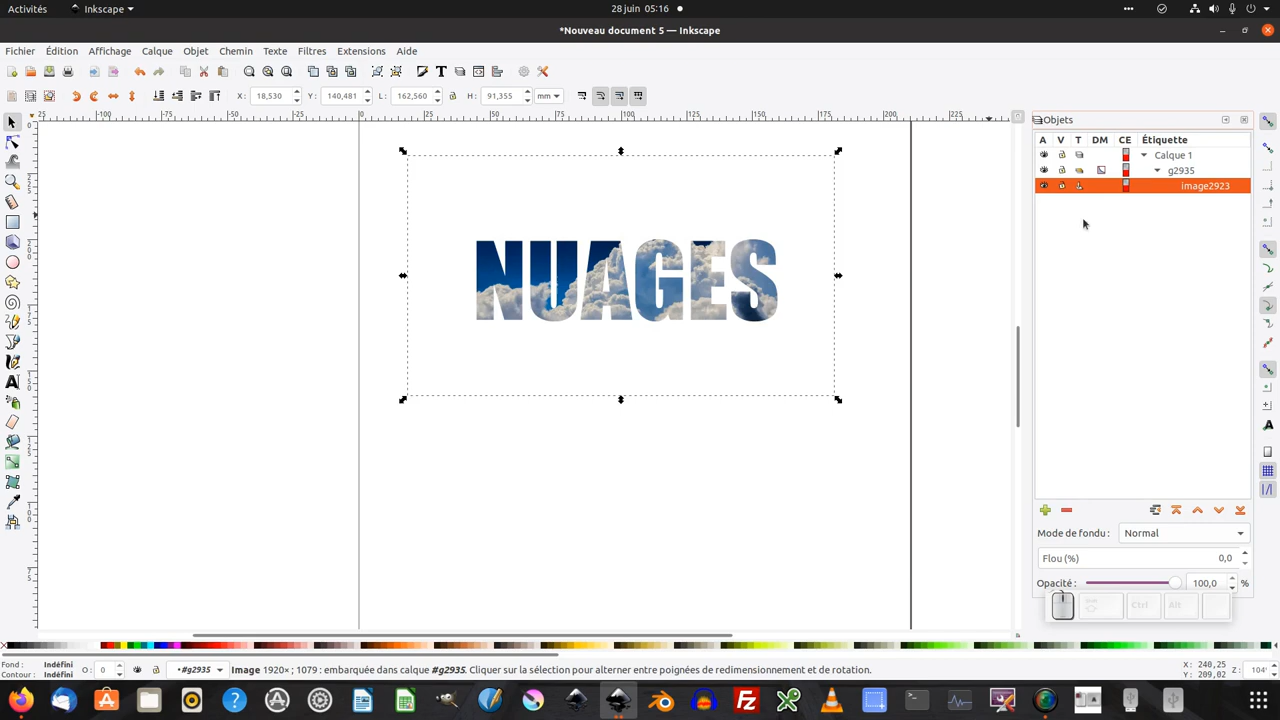 Activités Inkscape 28 juin 05:16
*Nouveau document 5 — Inkscape
Fichier Édition Affichage Calque Objet Chemin Texte Filtres Extensions Aide
X: 18,530 Y: 140,481 L: 162,560 H: 91,355 mm
Objets
A V T DM CE Étiquette
Calque 1
g2935
image2923
NUAGES
Mode de fondu : Normal
Flou (%) 0,0
Opacité : 100,0 %
Ctrl Alt
Fond : Indéfini
Contour : Indéfini
O: 0 •#g2935 Image 1920× ; 1079 : embarquée dans calque #g2935. Cliquer sur la sélection pour alterner entre poignées de redimensionnement et de rotation.
X: 240,25
Y: 209,02
Z: 104